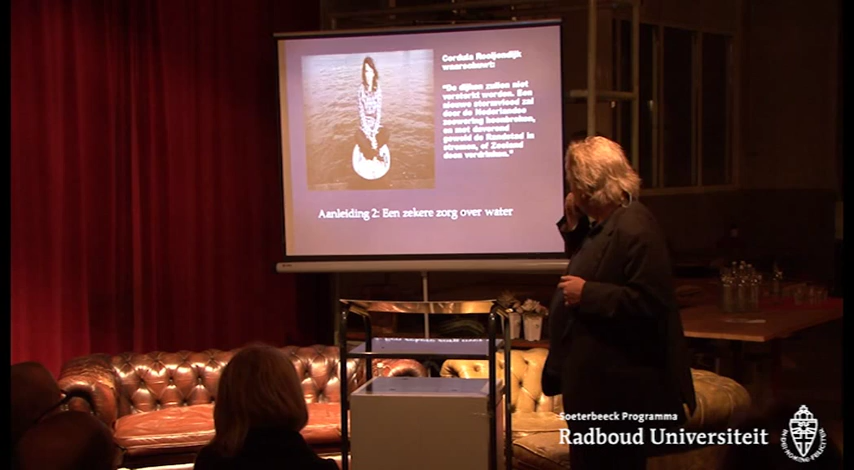 Cordula Rooijendijk
waarschuwt:
"De dijken zullen niet
versterkt worden. Een
nieuwe stormvloed zal
door de Nederlandse
zeewering heenbreken,
en met daverend
geweld de Randstad in
stromen, of Zeeland
doen verdrinken."
Aanleiding 2: Een zekere zorg over water
Soeterbeeck Programma
Radboud Universiteit